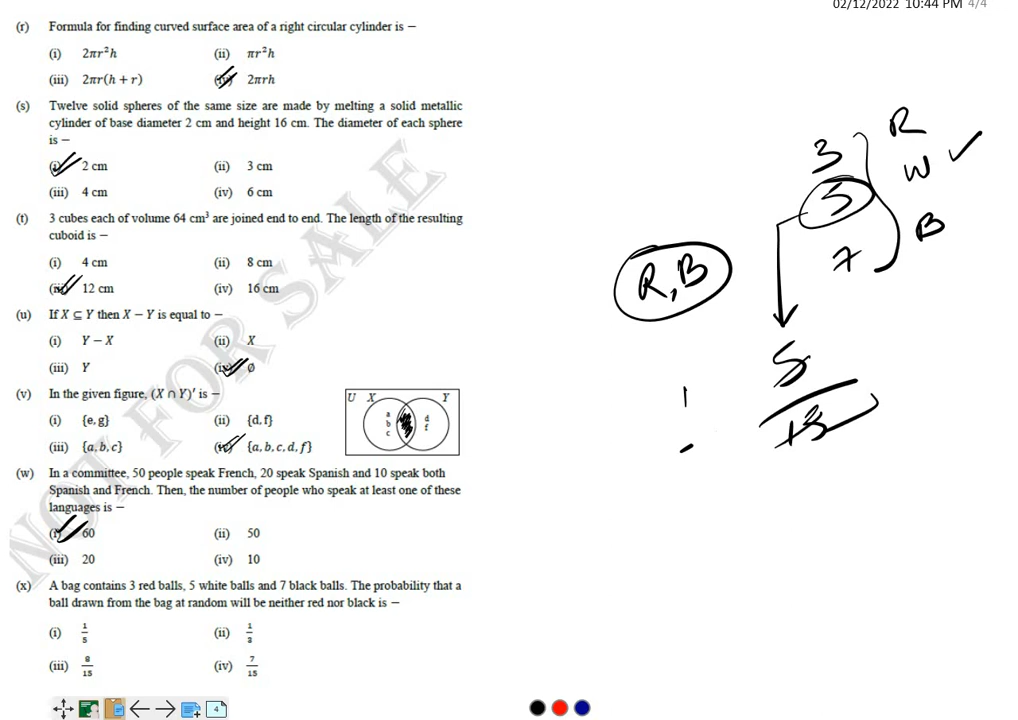 02/12/2022 10:44 PM 4/4
(r) Formula for finding curved surface area of a right circular cylinder is −
(i) 2πr²h (ii) πr²h
(iii) 2πr(h + r) (iv) 2πrh
(s) Twelve solid spheres of the same size are made by melting a solid metallic
cylinder of base diameter 2 cm and height 16 cm. The diameter of each sphere
is −
(i) 2 cm (ii) 3 cm
(iii) 4 cm (iv) 6 cm
(t) 3 cubes each of volume 64 cm³ are joined end to end. The length of the resulting
cuboid is −
(i) 4 cm (ii) 8 cm
(iii) 12 cm (iv) 16 cm
(u) If X ⊆ Y then X − Y is equal to −
(i) Y − X (ii) X
(iii) Y (iv) ∅
(v) In the given figure, (X ∩ Y)′ is −
(i) {e, g} (ii) {d, f}
(iii) {a, b, c} (iv) {a, b, c, d, f}
U X Y
a d
b f
c
(w) In a committee, 50 people speak French, 20 speak Spanish and 10 speak both
Spanish and French. Then, the number of people who speak at least one of these
languages is −
(i) 60 (ii) 50
(iii) 20 (iv) 10
(x) A bag contains 3 red balls, 5 white balls and 7 black balls. The probability that a
ball drawn from the bag at random will be neither red nor black is −
(i) 1/5 (ii) 1/3
(iii) 8/15 (iv) 7/15
NOT FOR SALE
3 R
5 W
7 B
R, B
5
15
4